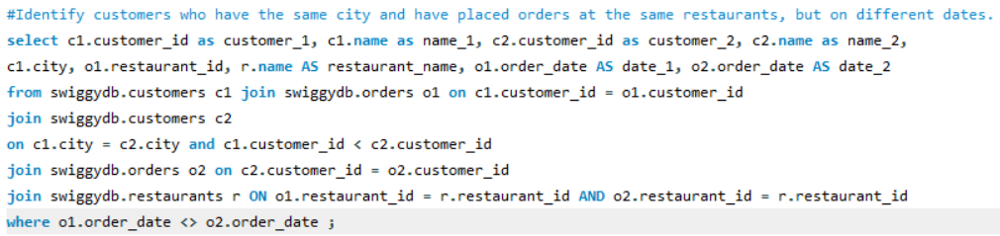 #Identify customers who have the same city and have placed orders at the same restaurants, but on different dates.
select c1.customer_id as customer_1, c1.name as name_1, c2.customer_id as customer_2, c2.name as name_2,
c1.city, o1.restaurant_id, r.name AS restaurant_name, o1.order_date AS date_1, o2.order_date AS date_2
from swiggydb.customers c1 join swiggydb.orders o1 on c1.customer_id = o1.customer_id
join swiggydb.customers c2
on c1.city = c2.city and c1.customer_id < c2.customer_id
join swiggydb.orders o2 on c2.customer_id = o2.customer_id
join swiggydb.restaurants r ON o1.restaurant_id = r.restaurant_id AND o2.restaurant_id = r.restaurant_id
where o1.order_date <> o2.order_date ;